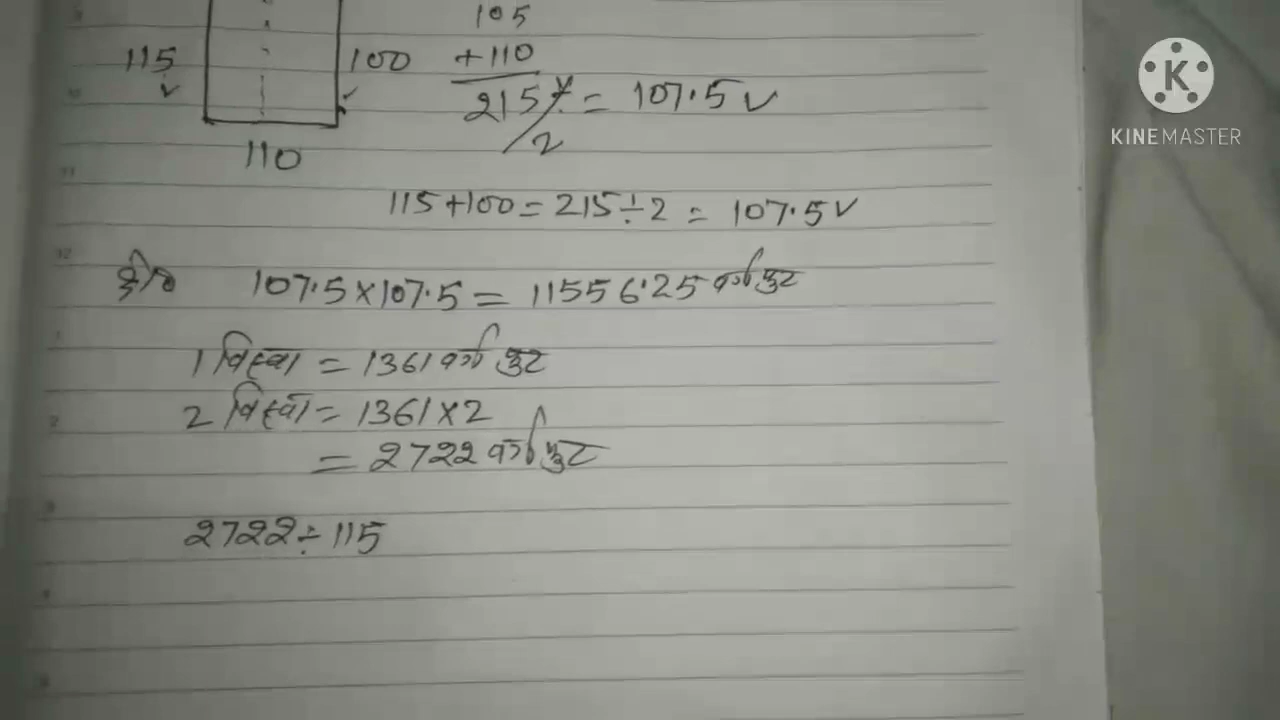 105
115 100 +110
215/2 = 107.5
110
115+100 = 215÷2 = 107.5
107.5×107.5 = 11556.25 वर्ग फुट
1 विस्वा = 1361 वर्ग फुट
2 विस्वा = 1361×2
= 2722 वर्ग फुट
2722÷115
K
KINEMASTER